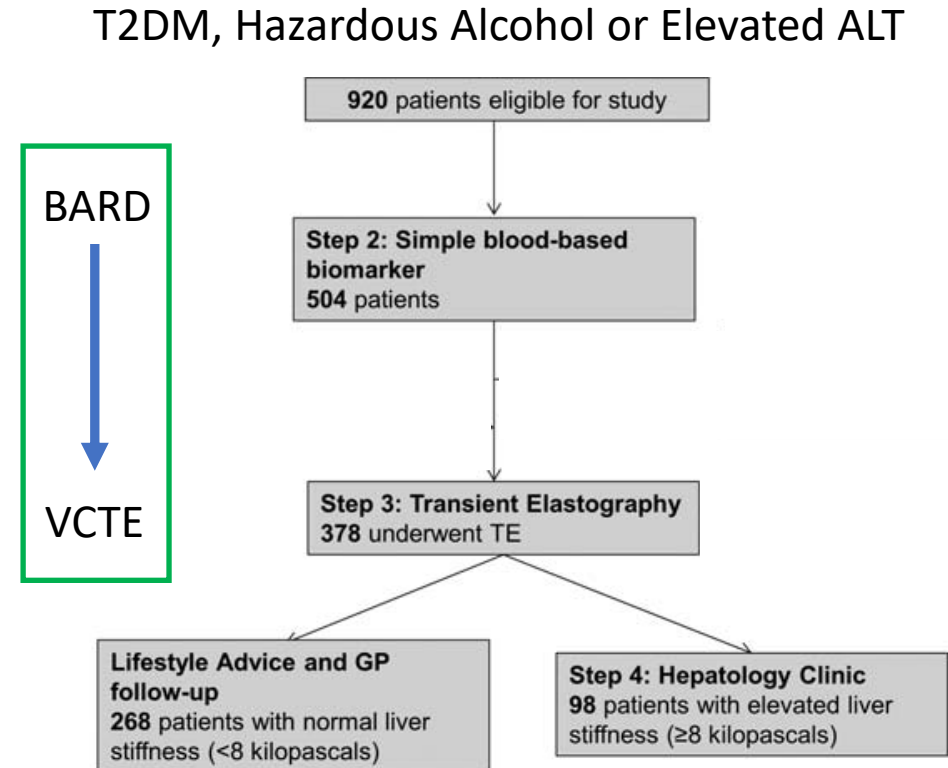 T2DM, Hazardous Alcohol or Elevated ALT
920 patients eligible for study
BARD
Step 2: Simple blood-based
biomarker
504 patients
VCTE
Step 3: Transient Elastography
378 underwent TE
Lifestyle Advice and GP
follow-up
268 patients with normal liver
stiffness (<8 kilopascals)
Step 4: Hepatology Clinic
98 patients with elevated liver
stiffness (≥8 kilopascals)